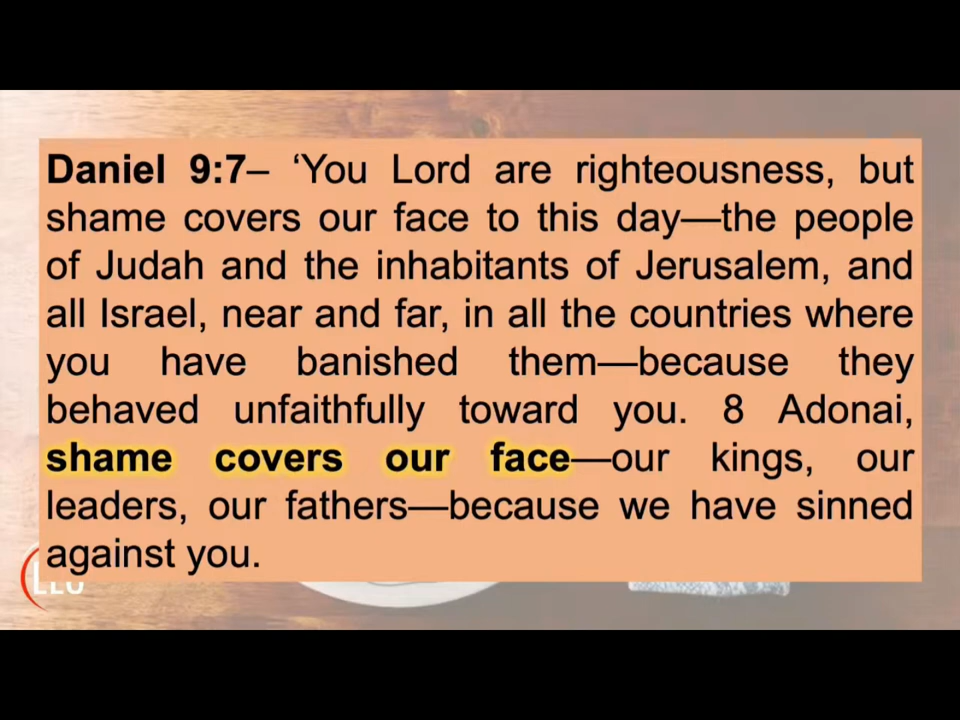 Daniel 9:7– ‘You Lord are righteousness, but
shame covers our face to this day—the people
of Judah and the inhabitants of Jerusalem, and
all Israel, near and far, in all the countries where
you have banished them—because they
behaved unfaithfully toward you. 8 Adonai,
shame covers our face—our kings, our
leaders, our fathers—because we have sinned
against you.